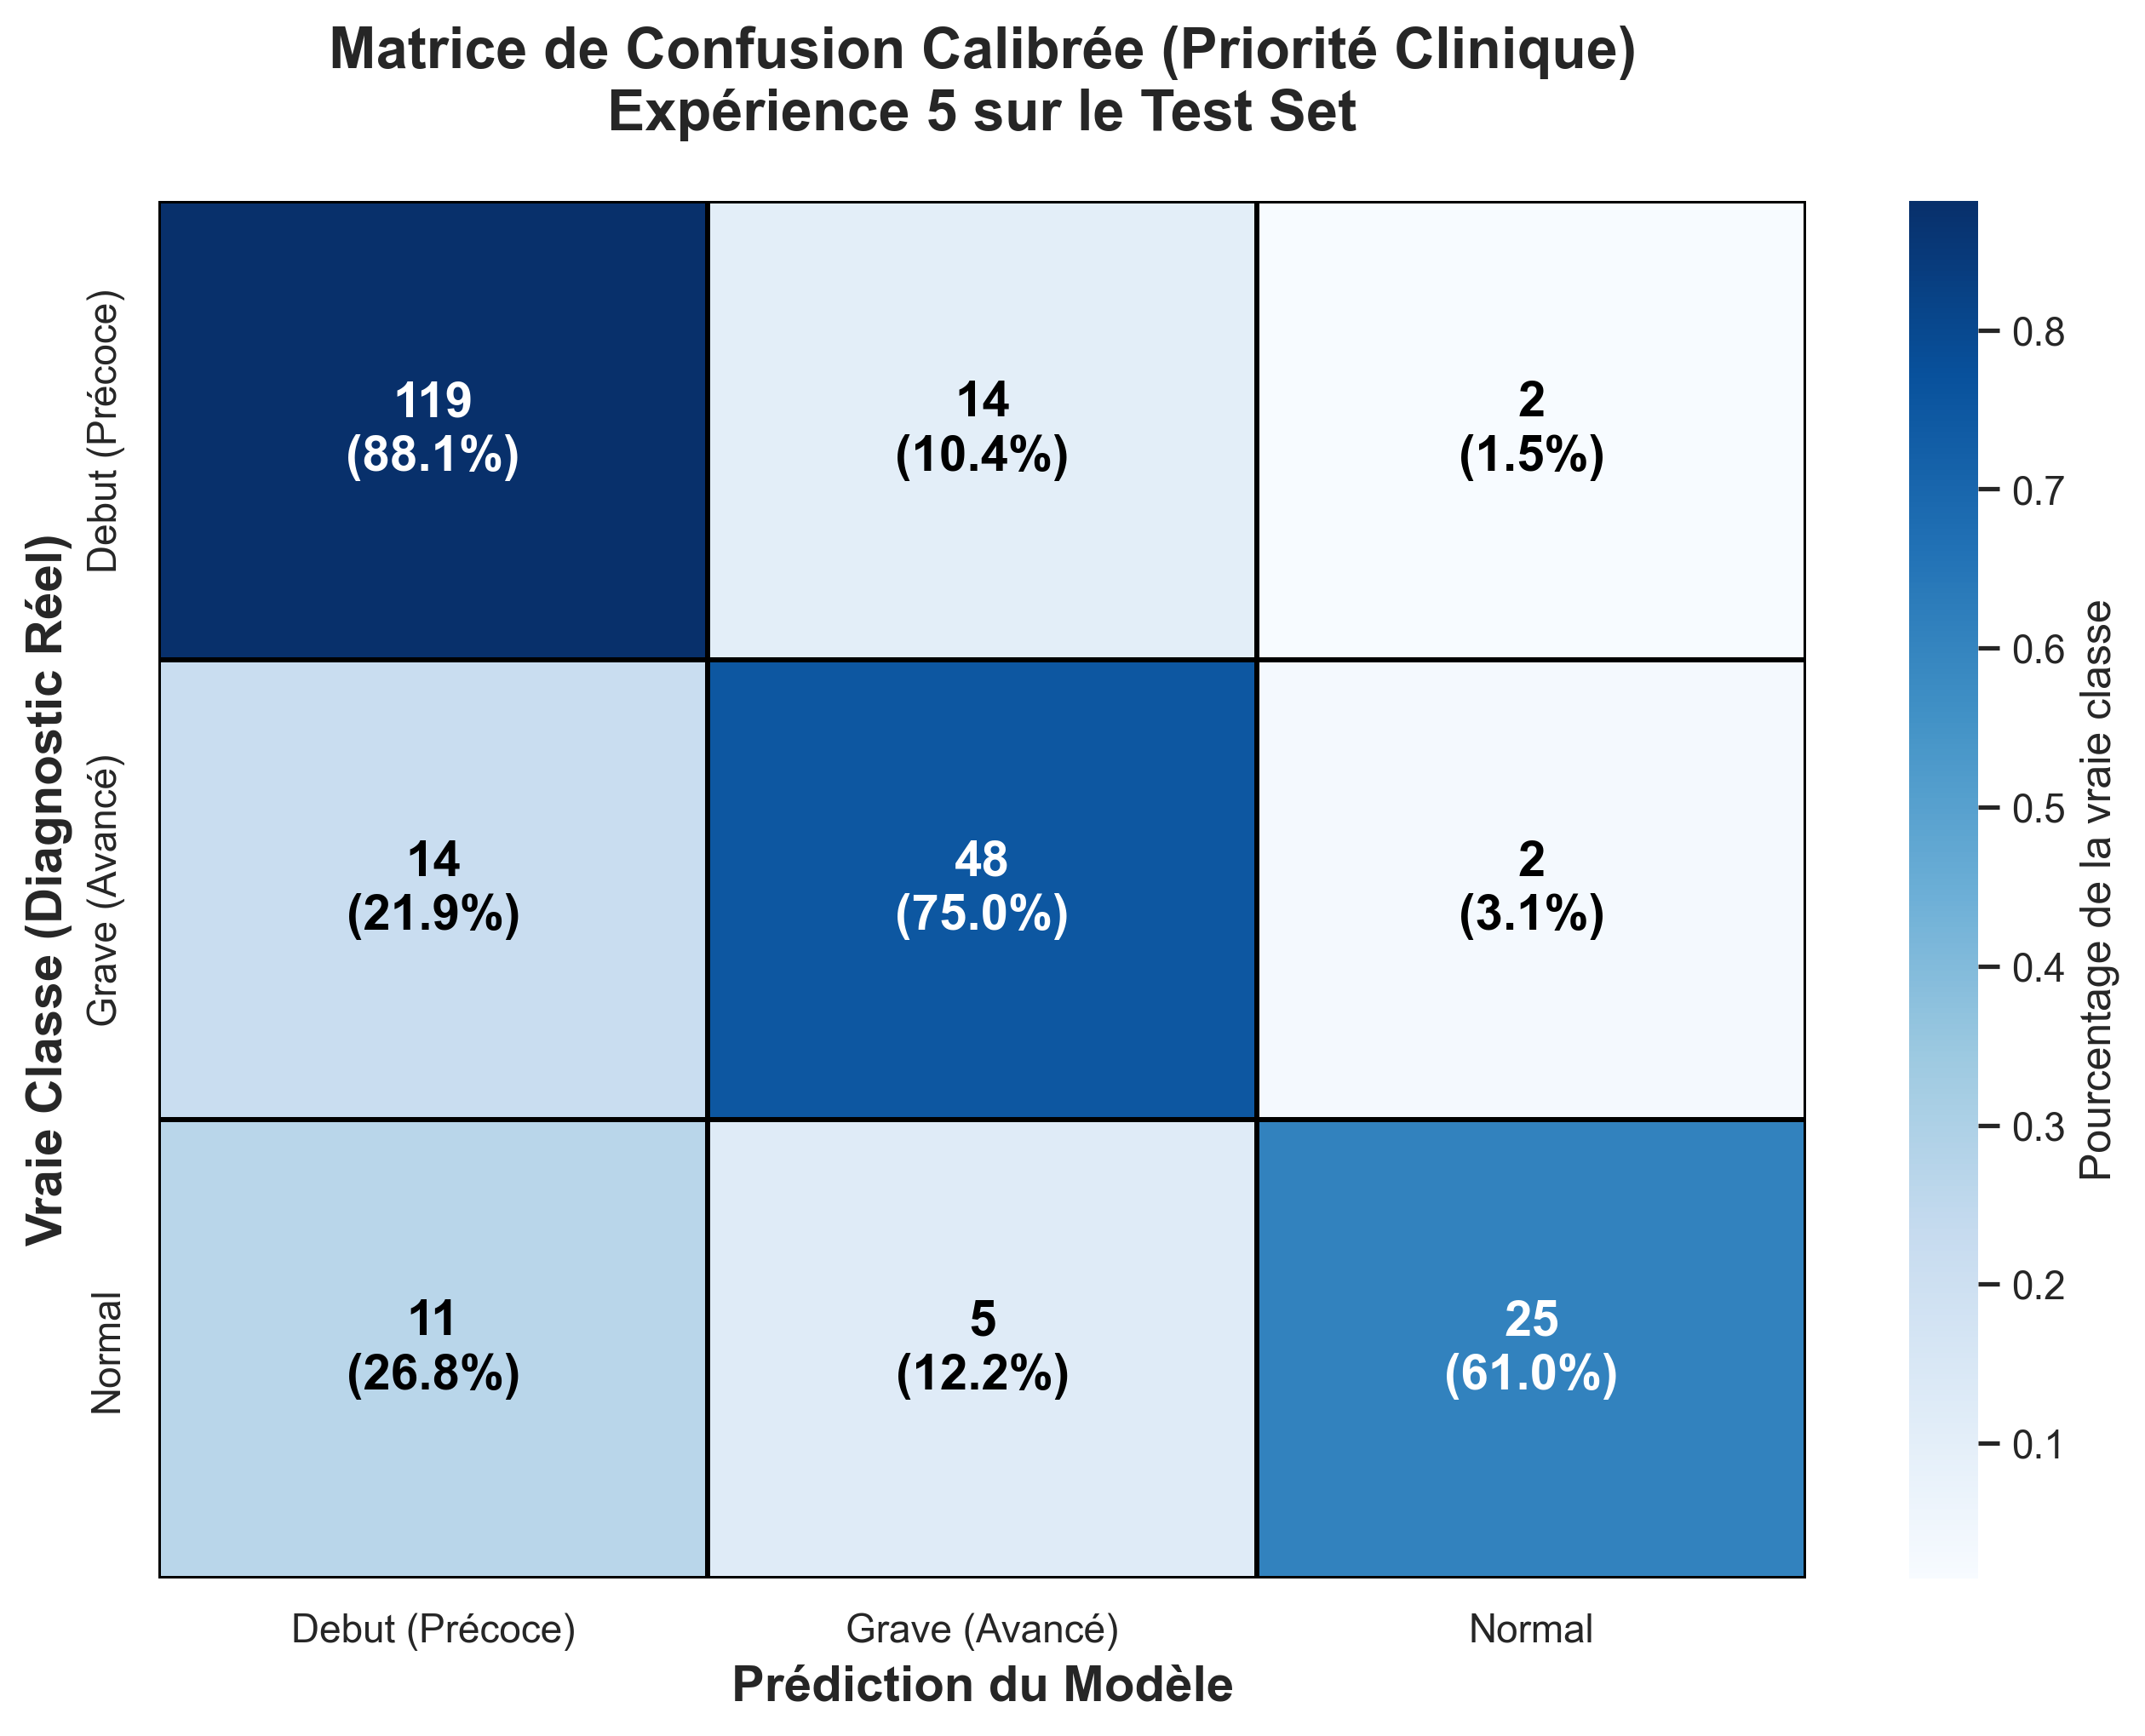 Matrice de Confusion Calibrée (Priorité Clinique)
Expérience 5 sur le Test Set
Vraie Classe (Diagnostic Réel)
Debut (Précoce)
119
(88.1%)
14
(10.4%)
2
(1.5%)
Grave (Avancé)
14
(21.9%)
48
(75.0%)
2
(3.1%)
Normal
11
(26.8%)
5
(12.2%)
25
(61.0%)
Debut (Précoce)
Grave (Avancé)
Normal
Prédiction du Modèle
0.8
0.7
0.6
0.5
0.4
0.3
0.2
0.1
Pourcentage de la vraie classe